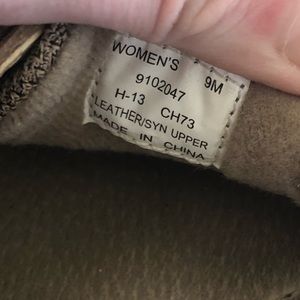 WOMEN'S
9102047 9M
H-13 CH73
LEATHER/SYN UPPER
MADE IN CHINA